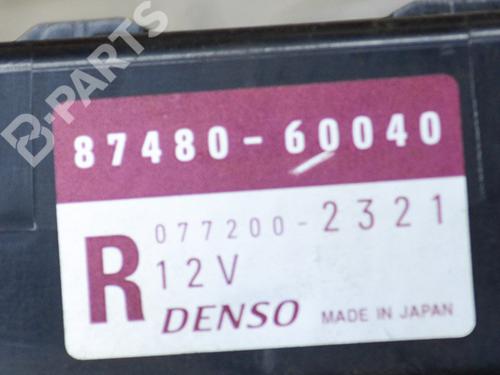 B-PARTS
87480-60040
R
077200-2321
12V
DENSO MADE IN JAPAN